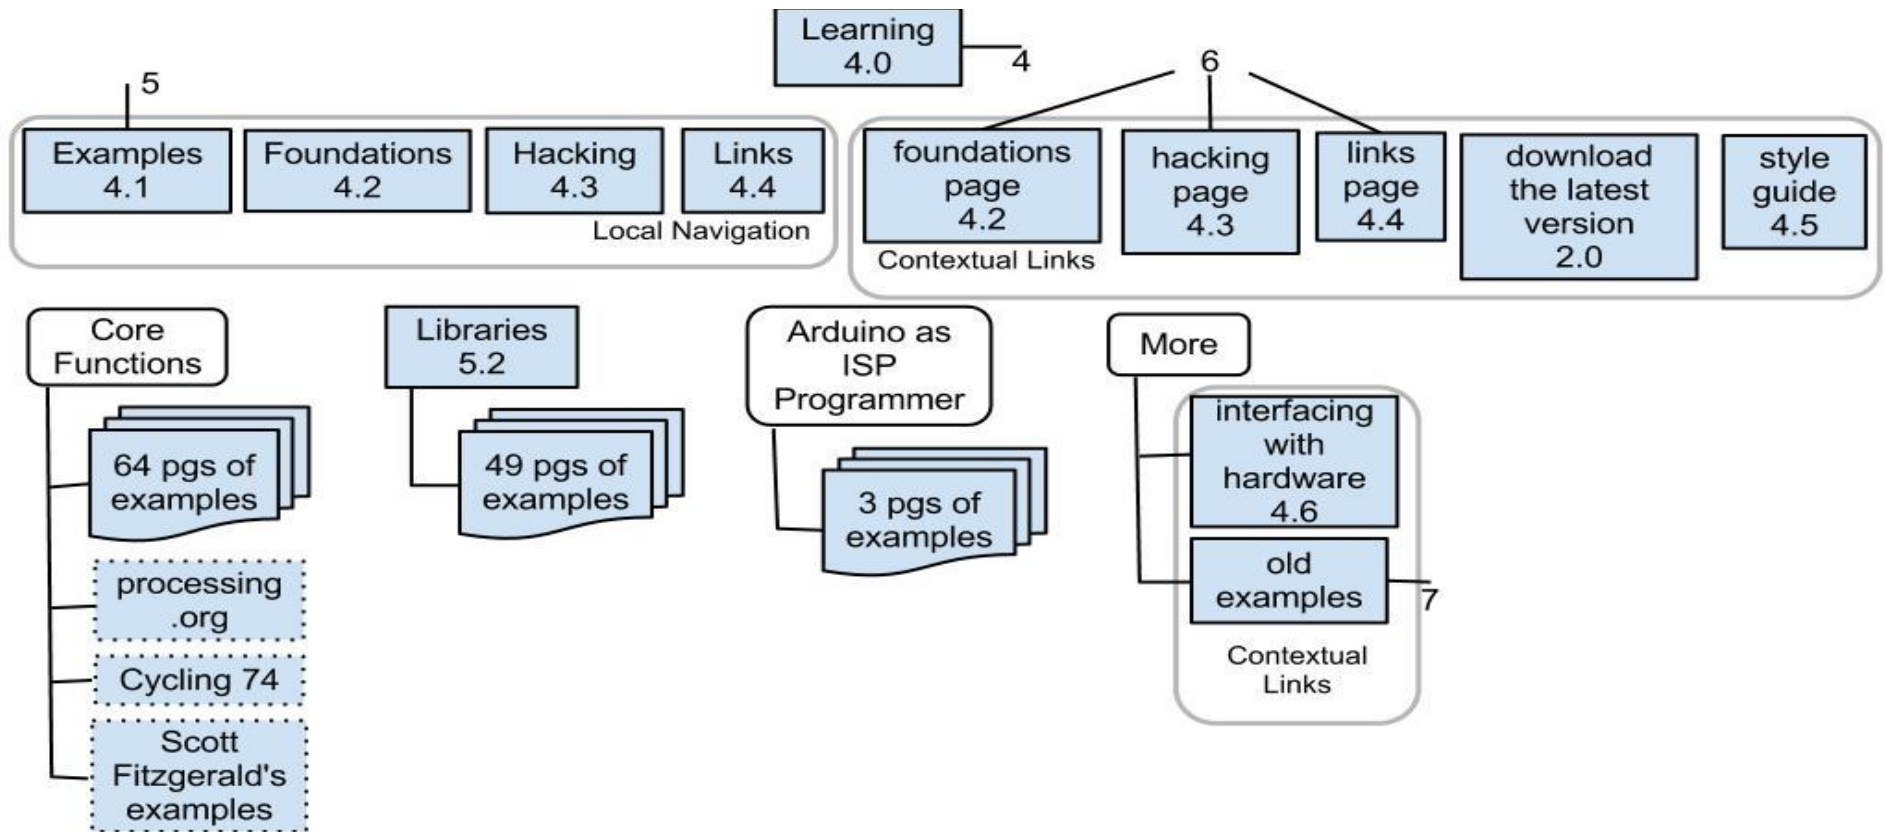 Learning
4.0
4
5
6
Examples
4.1
Foundations
4.2
Hacking
4.3
Links
4.4
Local Navigation
foundations
page
4.2
hacking
page
4.3
links
page
4.4
download
the latest
version
2.0
style
guide
4.5
Contextual Links
Core
Functions
64 pgs of
examples
processing
.org
Cycling 74
Scott
Fitzgerald's
examples
Libraries
5.2
49 pgs of
examples
Arduino as
ISP
Programmer
3 pgs of
examples
More
interfacing
with
hardware
4.6
old
examples
7
Contextual
Links